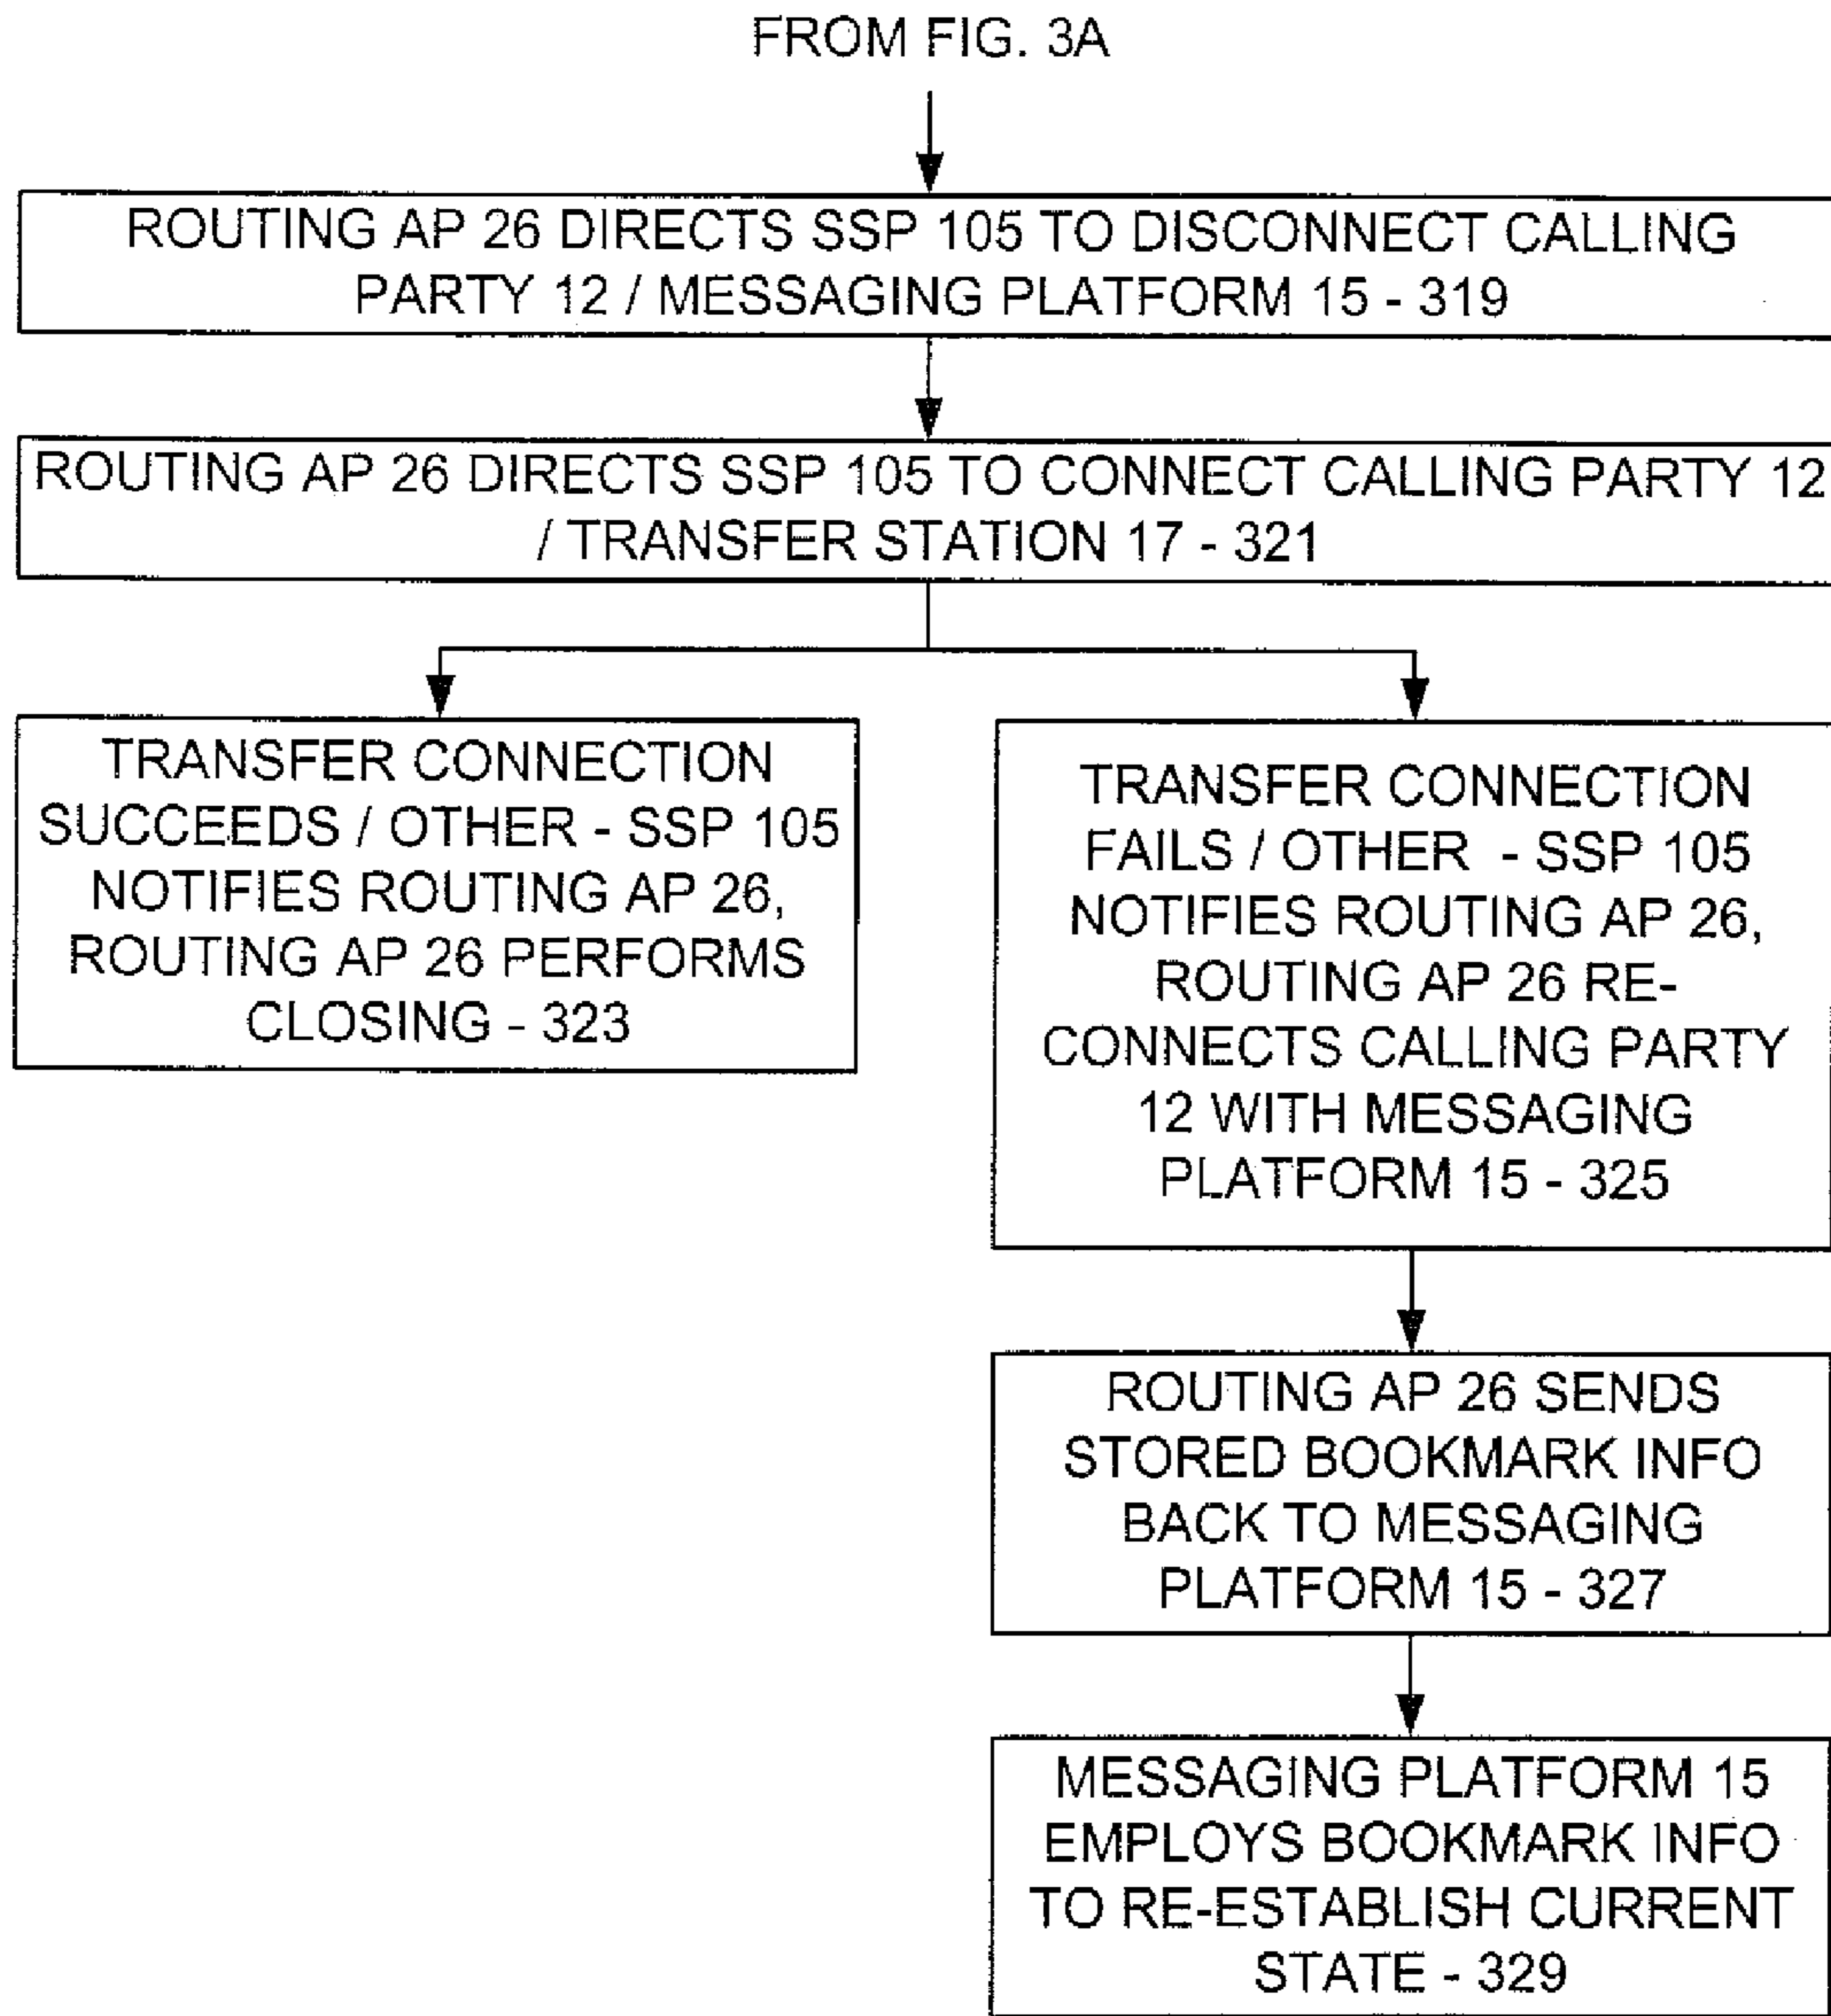 FROM FIG. 3A
ROUTING AP 26 DIRECTS SSP 105 TO DISCONNECT CALLING
PARTY 12 / MESSAGING PLATFORM 15 - 319
ROUTING AP 26 DIRECTS SSP 105 TO CONNECT CALLING PARTY 12
/ TRANSFER STATION 17 - 321
TRANSFER CONNECTION
SUCCEEDS / OTHER - SSP 105
NOTIFIES ROUTING AP 26,
ROUTING AP 26 PERFORMS
CLOSING - 323
TRANSFER CONNECTION
FAILS / OTHER - SSP 105
NOTIFIES ROUTING AP 26,
ROUTING AP 26 RE-
CONNECTS CALLING PARTY
12 WITH MESSAGING
PLATFORM 15 - 325
ROUTING AP 26 SENDS
STORED BOOKMARK INFO
BACK TO MESSAGING
PLATFORM 15 - 327
MESSAGING PLATFORM 15
EMPLOYS BOOKMARK INFO
TO RE-ESTABLISH CURRENT
STATE - 329